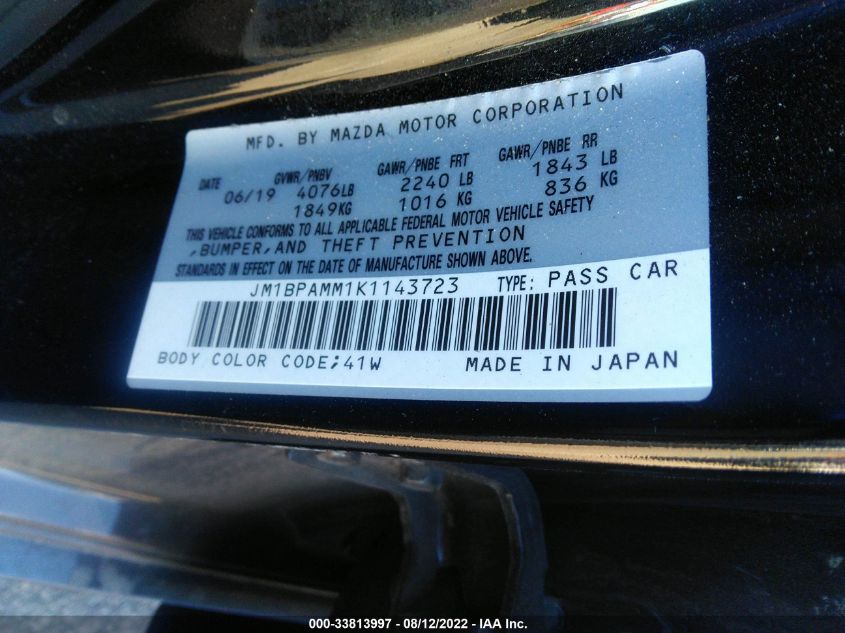 MFD. BY MAZDA MOTOR CORPORATION
DATE GVWR/PNBV GAWR/PNBE FRT GAWR/PNBE RR
06/19 4076LB 2240 LB 1843 LB
1849KG 1016 KG 836 KG
THIS VEHICLE CONFORMS TO ALL APPLICABLE FEDERAL MOTOR VEHICLE SAFETY
,BUMPER,AND THEFT PREVENTION
STANDARDS IN EFFECT ON THE DATE OF MANUFACTURE SHOWN ABOVE.
JM1BPAMM1K1143723 TYPE: PASS CAR
BODY COLOR CODE;41W MADE IN JAPAN
000-33813997 - 08/12/2022 - IAA Inc.